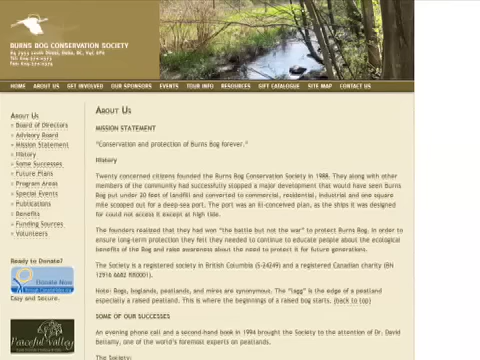 BURNS BOG CONSERVATION SOCIETY
HOME ABOUT US GET INVOLVED OUR SPONSORS EVENTS TOUR INFO RESOURCES GIFT CATALOGUE SITE MAP CONTACT US
About Us
Board of Directors
Advisory Board
Mission Statement
History
Some Successes
Future Plans
Program Areas
Special Events
Publications
Benefits
Funding Sources
Volunteers
Ready to Donate?
Donate Now
Easy and Secure.
Peaceful Valley
About Us
MISSION STATEMENT
"Conservation and protection of Burns Bog forever."
History
Twenty concerned citizens founded the Burns Bog Conservation Society in 1988. They along with
other members of the community had successfully stopped a major development that would have seen Burns
Bog put under 20 feet of landfill and converted to commercial, residential, industrial and one square
mile scooped out for a deep-sea port. The port was an ill-conceived plan, as the ships it was designed
for could not access it except at high tide.
The founders realized that they had won "the battle but not the war" to protect Burns Bog. In order to
ensure long-term protection they felt they needed to continue to educate people about the ecological
benefits of the Bog and raise awareness about the need to protect it for future generations.
The Society is a registered society in British Columbia (S-24249) and a registered Canadian charity (BN
12916 6682 RR0001).
Note: Bogs, boglands, peatlands, and mires are synonymous. The "lagg" is the edge of a peatland
especially a raised peatland. This is where the beginnings of a raised bog starts. (back to top)
SOME OF OUR SUCCESSES
An evening phone call and a second-hand book in 1994 brought the Society to the attention of Dr. David
Bellamy, one of the world's foremost experts on peatlands.
The Society: